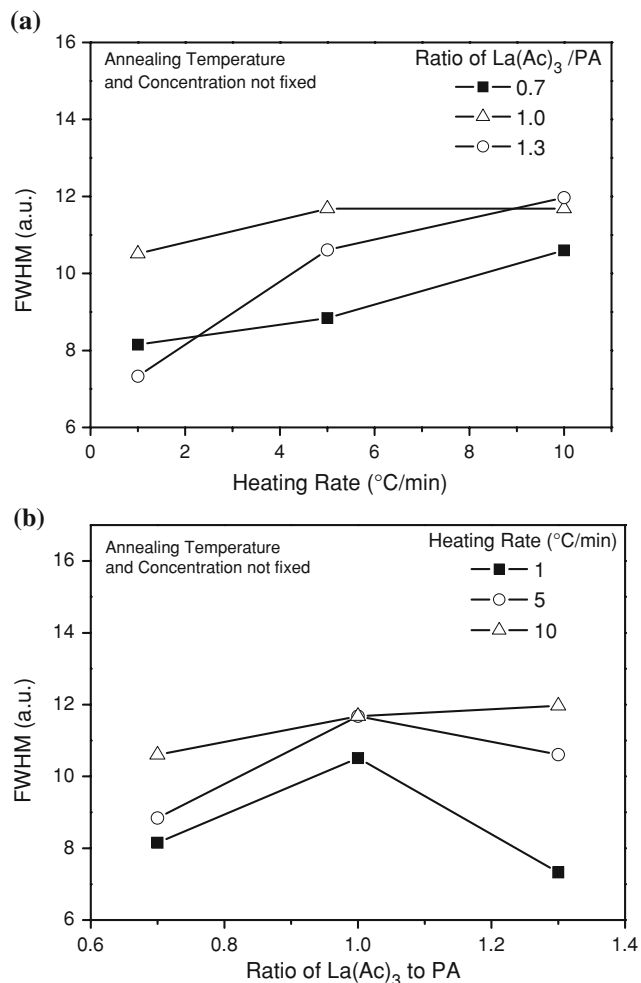 (a)
16
14
12
10
8
6
FWHM (a.u.)
Annealing Temperature
and Concentration not fixed
Ratio of La(Ac)₃ /PA
0.7
1.0
1.3
0 2 4 6 8 10
Heating Rate (°C/min)
(b)
16
14
12
10
8
6
FWHM (a.u.)
Annealing Temperature
and Concentration not fixed
Heating Rate (°C/min)
1
5
10
0.6 0.8 1.0 1.2 1.4
Ratio of La(Ac)₃ to PA